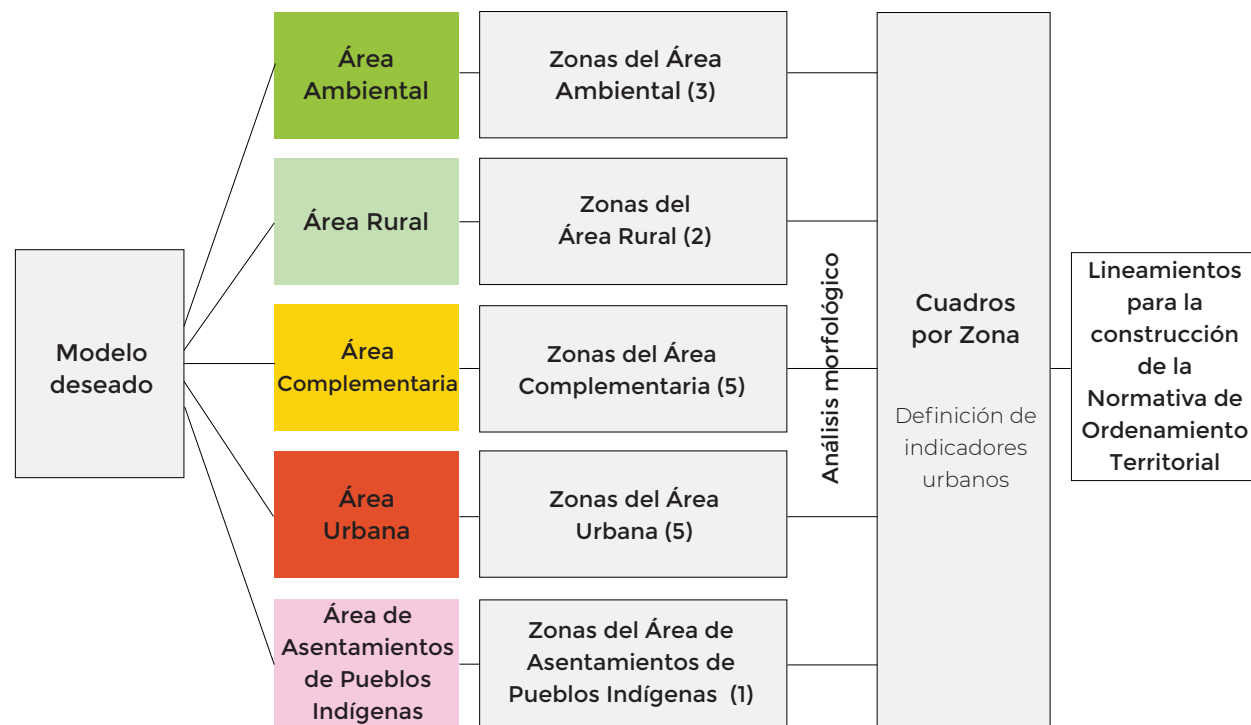 Modelo
deseado
Área
Ambiental
Zonas del Área
Ambiental (3)
Área Rural
Zonas del
Área Rural (2)
Área
Complementaria
Zonas del Área
Complementaria (5)
Área
Urbana
Zonas del Área
Urbana (5)
Área de
Asentamientos
de Pueblos
Indígenas
Zonas del Área de
Asentamientos de
Pueblos Indígenas (1)
Análisis morfológico
Cuadros
por Zona
Definición de
indicadores
urbanos
Lineamientos
para la
construcción
de la
Normativa de
Ordenamiento
Territorial